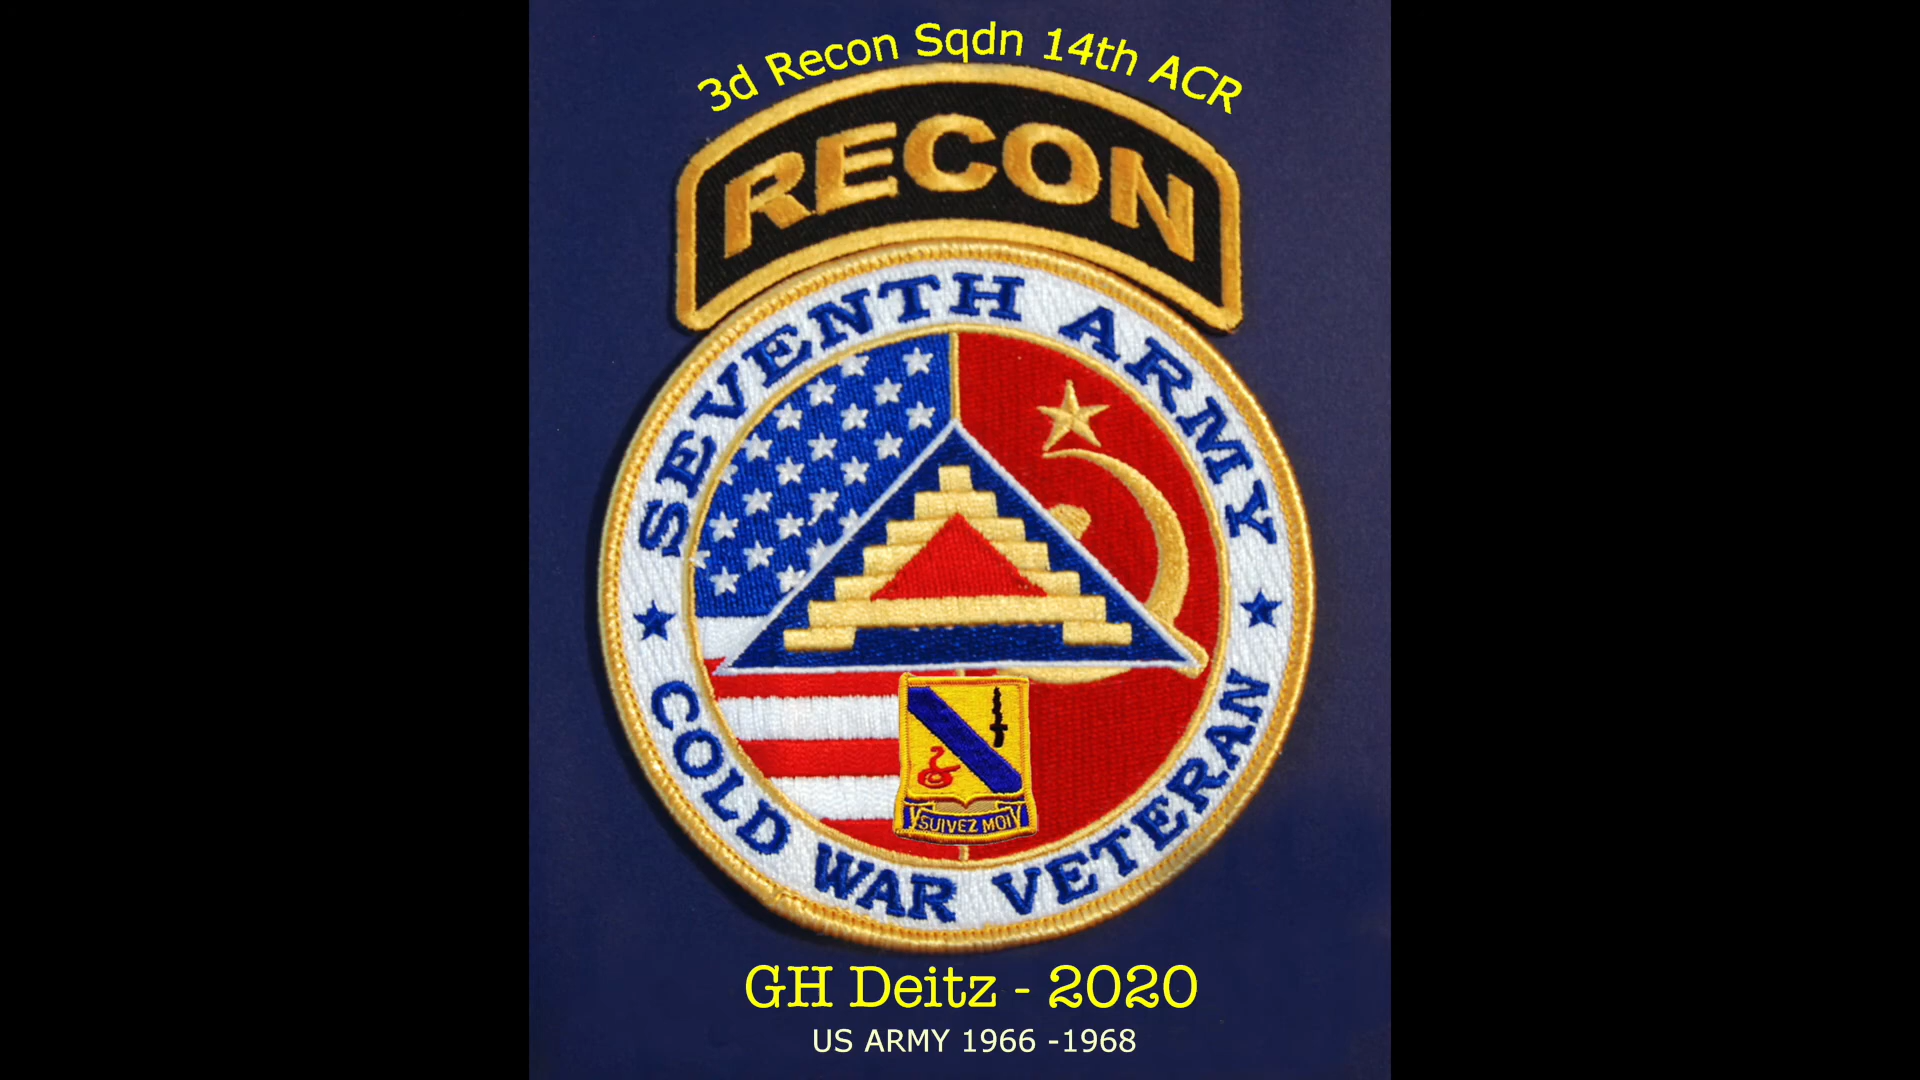 3d Recon Sqdn 14th ACR
RECON
SEVENTH ARMY
COLD WAR VETERAN
SUIVEZ MOI
GH Deitz - 2020
US ARMY 1966 -1968